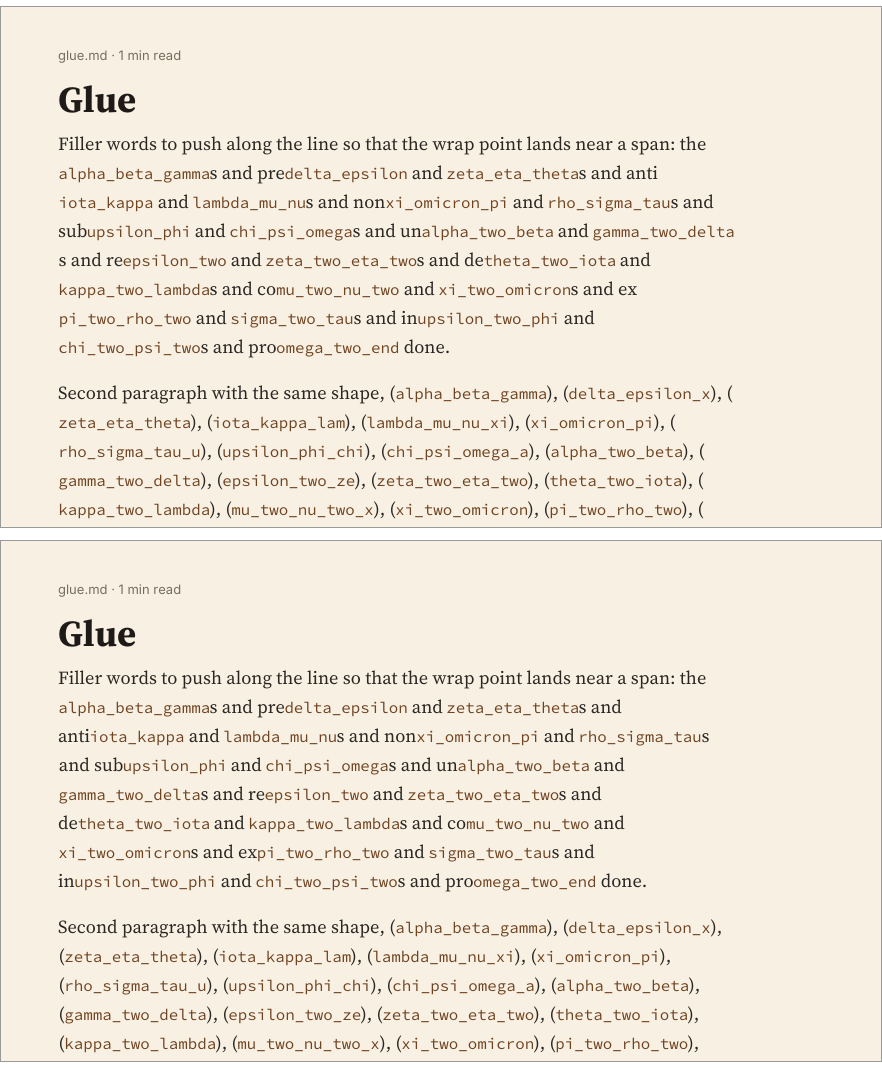 glue.md · 1 min read
Glue
Filler words to push along the line so that the wrap point lands near a span: the
alpha_beta_gammas and predelta_epsilon and zeta_eta_thetas and anti
iota_kappa and lambda_mu_nus and nonxi_omicron_pi and rho_sigma_taus and
subupsilon_phi and chi_psi_omegas and unalpha_two_beta and gamma_two_delta
s and reepsilon_two and zeta_two_eta_twos and detheta_two_iota and
kappa_two_lambdas and comu_two_nu_two and xi_two_omicrons and ex
pi_two_rho_two and sigma_two_taus and inupsilon_two_phi and
chi_two_psi_twos and proomega_two_end done.
Second paragraph with the same shape, (alpha_beta_gamma), (delta_epsilon_x), (
zeta_eta_theta), (iota_kappa_lam), (lambda_mu_nu_xi), (xi_omicron_pi), (
rho_sigma_tau_u), (upsilon_phi_chi), (chi_psi_omega_a), (alpha_two_beta), (
gamma_two_delta), (epsilon_two_ze), (zeta_two_eta_two), (theta_two_iota), (
kappa_two_lambda), (mu_two_nu_two_x), (xi_two_omicron), (pi_two_rho_two), (
glue.md · 1 min read
Glue
Filler words to push along the line so that the wrap point lands near a span: the
alpha_beta_gammas and predelta_epsilon and zeta_eta_thetas and
antiiota_kappa and lambda_mu_nus and nonxi_omicron_pi and rho_sigma_taus
and subupsilon_phi and chi_psi_omegas and unalpha_two_beta and
gamma_two_deltas and reepsilon_two and zeta_two_eta_twos and
detheta_two_iota and kappa_two_lambdas and comu_two_nu_two and
xi_two_omicrons and expi_two_rho_two and sigma_two_taus and
inupsilon_two_phi and chi_two_psi_twos and proomega_two_end done.
Second paragraph with the same shape, (alpha_beta_gamma), (delta_epsilon_x),
(zeta_eta_theta), (iota_kappa_lam), (lambda_mu_nu_xi), (xi_omicron_pi),
(rho_sigma_tau_u), (upsilon_phi_chi), (chi_psi_omega_a), (alpha_two_beta),
(gamma_two_delta), (epsilon_two_ze), (zeta_two_eta_two), (theta_two_iota),
(kappa_two_lambda), (mu_two_nu_two_x), (xi_two_omicron), (pi_two_rho_two),